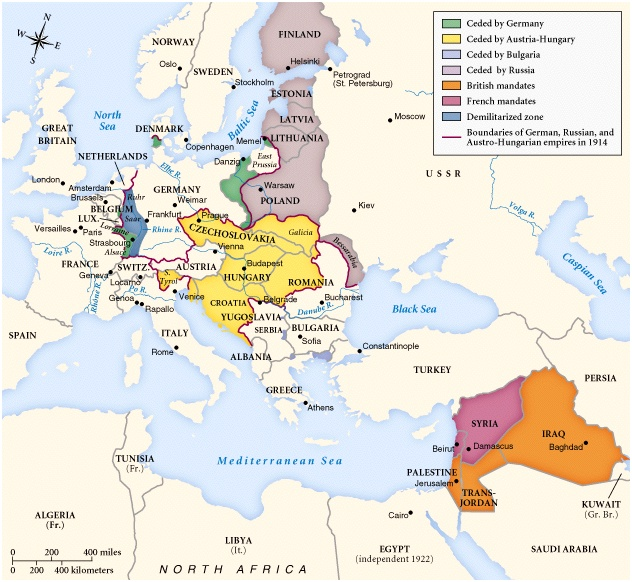 N
W
E
S
Ceded by Germany
Ceded by Austria-Hungary
Ceded by Bulgaria
Ceded by Russia
British mandates
French mandates
Demilitarized zone
Boundaries of German, Russian, and
Austro-Hungarian empires in 1914
FINLAND
NORWAY
Oslo
SWEDEN
Helsinki
Stockholm
Petrograd
(St. Petersburg)
ESTONIA
North
Sea
Baltic Sea
LATVIA
Moscow
GREAT
BRITAIN
DENMARK
Copenhagen
Memel
LITHUANIA
NETHERLANDS
Danzig
East
Prussia
Elbe R.
U S S R
London
Amsterdam
Brussels
BELGIUM
Ruhr
GERMANY
Weimar
Warsaw
POLAND
LUX.
Saar
Frankfurt
Prague
Kiev
Volga R.
Versailles
Paris
Lorraine
Rhine R.
CZECHOSLOVAKIA
Galicia
Strasbourg
Alsace
Vienna
Loire R.
FRANCE
SWITZ.
AUSTRIA
Budapest
HUNGARY
Bessarabia
Caspian Sea
Geneva
Locarno
S.
Tyrol
ROMANIA
Rhône R.
Po R.
Venice
CROATIA
Belgrade
Bucharest
Genoa
Rapallo
YUGOSLAVIA
Danube R.
Black Sea
SPAIN
ITALY
SERBIA
BULGARIA
Sofia
Rome
ALBANIA
Constantinople
TURKEY
PERSIA
GREECE
Athens
SYRIA
IRAQ
Beirut
Damascus
Baghdad
TUNISIA
(Fr.)
Mediterranean Sea
PALESTINE
Jerusalem
TRANS-
JORDAN
KUWAIT
(Gr. Br.)
ALGERIA
(Fr.)
Cairo
LIBYA
(It.)
EGYPT
(independent 1922)
SAUDI ARABIA
0 200 400 miles
0 200 400 kilometers
NORTH AFRICA